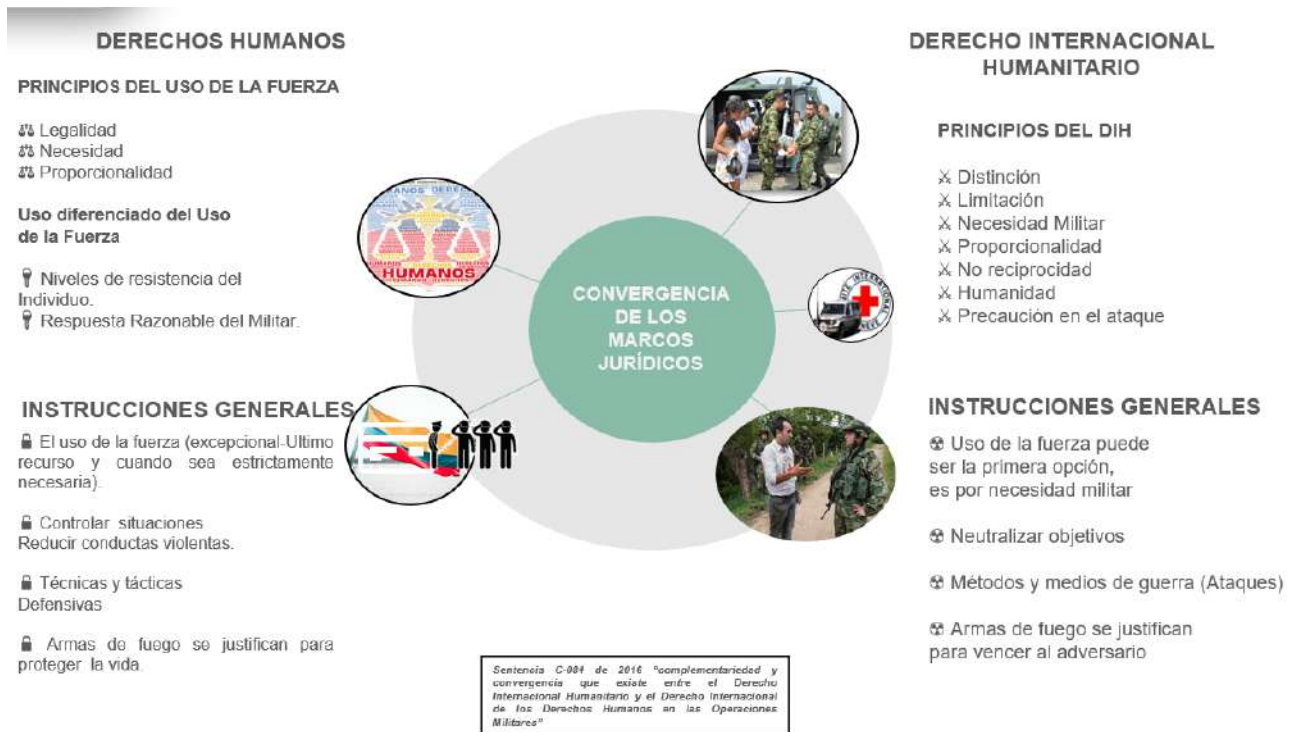 DERECHOS HUMANOS
PRINCIPIOS DEL USO DE LA FUERZA
Legalidad
Necesidad
Proporcionalidad
Uso diferenciado del Uso
de la Fuerza
Niveles de resistencia del
Individuo.
Respuesta Razonable del Militar.
INSTRUCCIONES GENERALES
El uso de la fuerza (excepcional-Ultimo
recurso y cuando sea estrictamente
necesaria).
Controlar situaciones
Reducir conductas violentas.
Técnicas y tácticas
Defensivas
Armas de fuego se justifican para
proteger la vida.
HUMANOS
CONVERGENCIA
DE LOS
MARCOS
JURÍDICOS
DERECHO INTERNACIONAL
HUMANITARIO
PRINCIPIOS DEL DIH
Distinción
Limitación
Necesidad Militar
Proporcionalidad
No reciprocidad
Humanidad
Precaución en el ataque
INSTRUCCIONES GENERALES
Uso de la fuerza puede
ser la primera opción,
es por necesidad militar
Neutralizar objetivos
Métodos y medios de guerra (Ataques)
Armas de fuego se justifican
para vencer al adversario
Sentencia C-084 de 2016 "complementariedad y
convergencia que existe entre el Derecho
Internacional Humanitario y el Derecho Internacional
de los Derechos Humanos en las Operaciones
Militares"